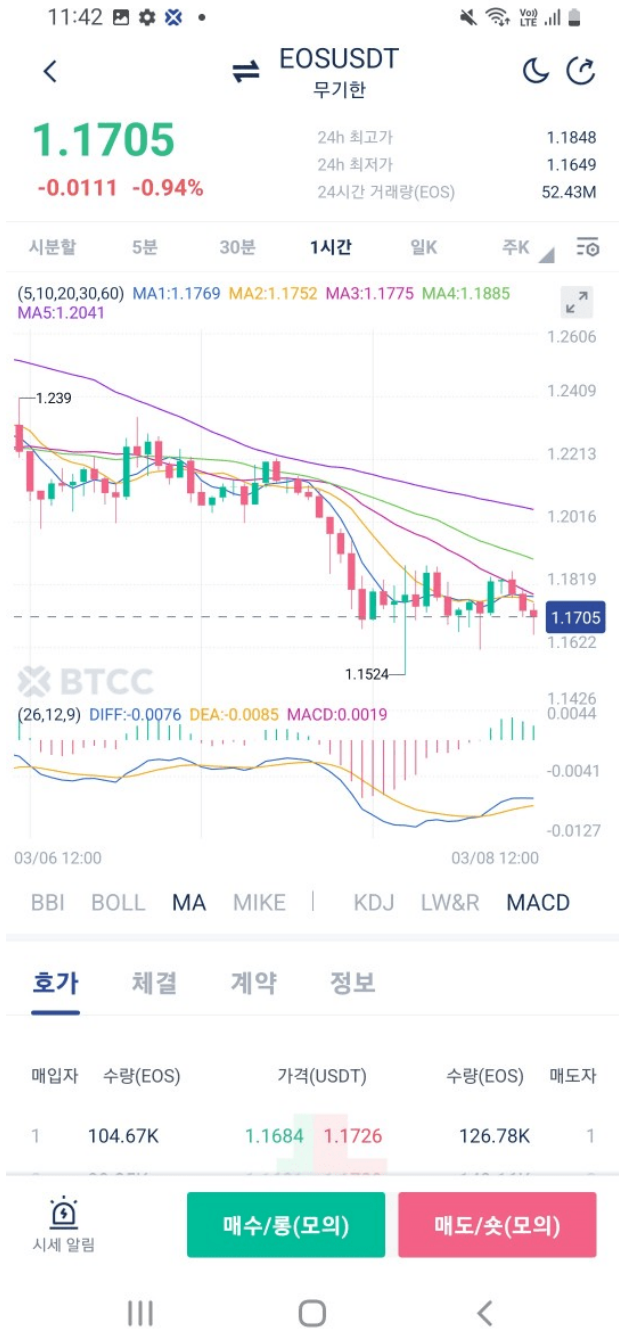 11:42
Vo)) LTE
EOSUSDT
무기한
1.1705
-0.0111 -0.94%
24h 최고가 1.1848
24h 최저가 1.1649
24시간 거래량(EOS) 52.43M
시분할 5분 30분 1시간 일K 주K
(5,10,20,30,60) MA1:1.1769 MA2:1.1752 MA3:1.1775 MA4:1.1885
MA5:1.2041
1.2606
1.239
1.2409
1.2213
1.2016
1.1819
1.1705
1.1622
1.1524
BTCC
1.1426
(26,12,9) DIFF:-0.0076 DEA:-0.0085 MACD:0.0019
0.0044
-0.0041
-0.0127
03/06 12:00 03/08 12:00
BBI BOLL MA MIKE | KDJ LW&R MACD
호가 체결 계약 정보
매입자 수량(EOS) 가격(USDT) 수량(EOS) 매도자
1 104.67K 1.1684 1.1726 126.78K 1
시세 알림
매수/롱(모의)
매도/숏(모의)